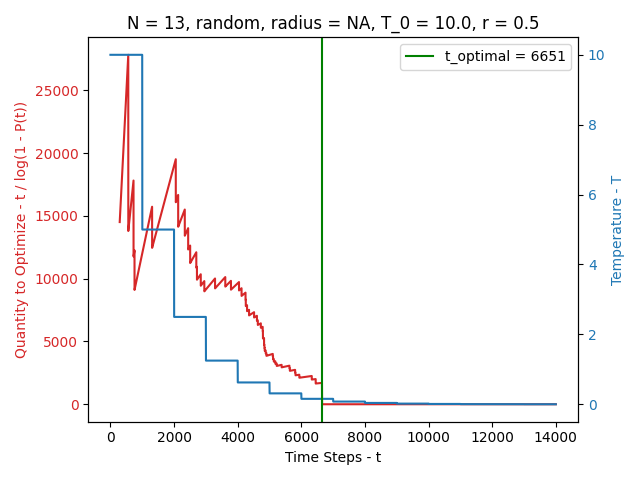 N = 13, random, radius = NA, T_0 = 10.0, r = 0.5
t_optimal = 6651
Quantity to Optimize - t / log(1 - P(t))
25000
20000
15000
10000
5000
0
10
8
6
4
2
0
Temperature - T
0 2000 4000 6000 8000 10000 12000 14000
Time Steps - t